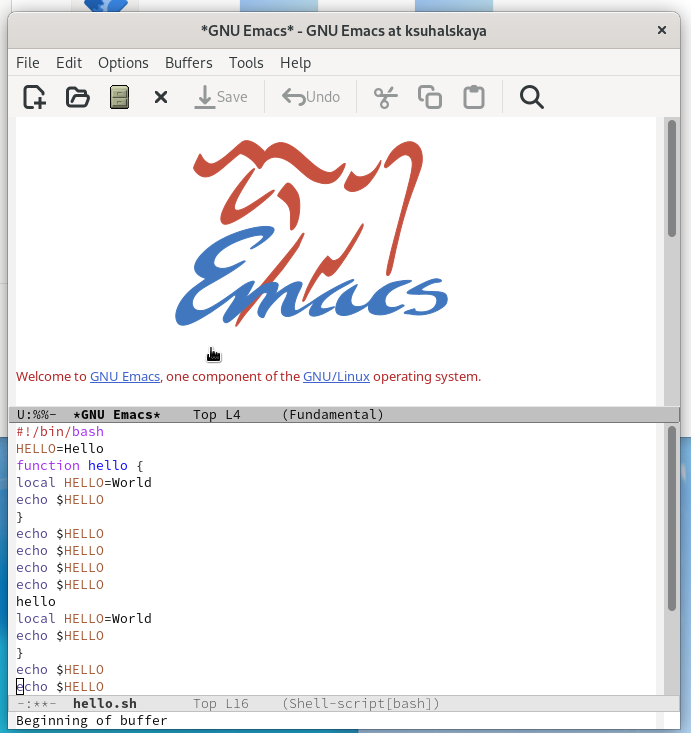 *GNU Emacs* - GNU Emacs at ksuhalskaya
File Edit Options Buffers Tools Help
Save Undo
Emacs
Welcome to GNU Emacs, one component of the GNU/Linux operating system.
U:%%-  *GNU Emacs*    Top L4     (Fundamental)
#!/bin/bash
HELLO=Hello
function hello {
local HELLO=World
echo $HELLO
}
echo $HELLO
echo $HELLO
echo $HELLO
echo $HELLO
hello
local HELLO=World
echo $HELLO
}
echo $HELLO
echo $HELLO
-:**-  hello.sh       Top L16    (Shell-script[bash])
Beginning of buffer